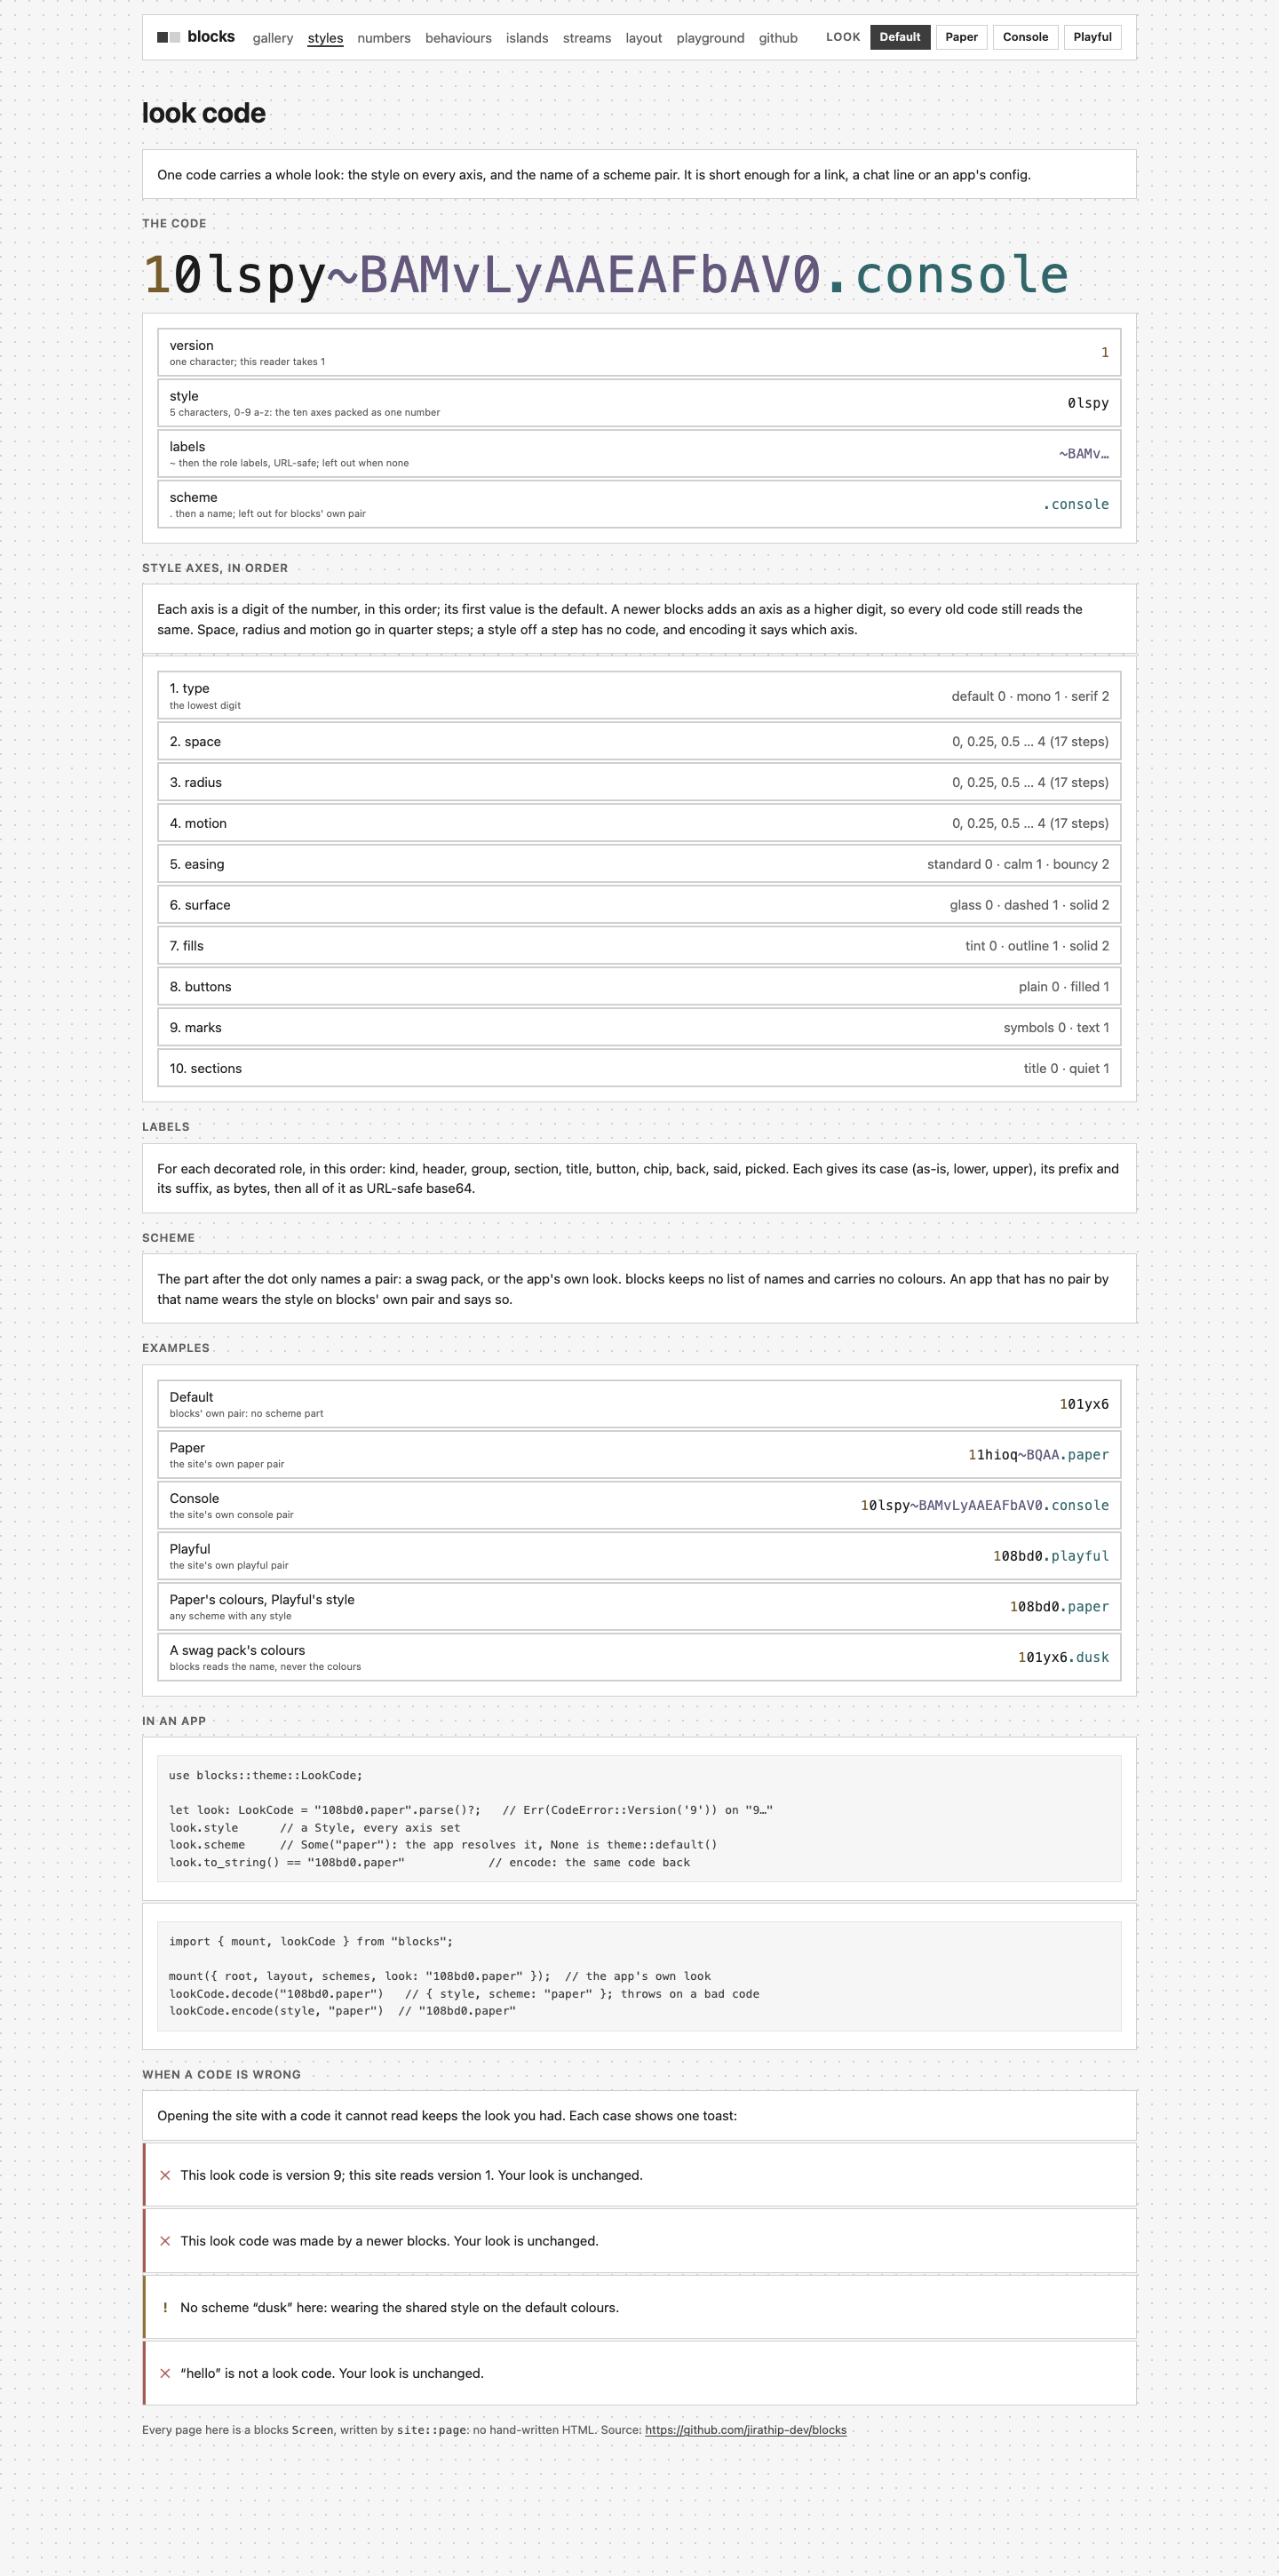 blocks gallery styles numbers behaviours islands streams layout playground github LOOK Default Paper Console Playful
look code
One code carries a whole look: the style on every axis, and the name of a scheme pair. It is short enough for a link, a chat line or an app's config.
THE CODE
10lspy~BAMvLyAAEAFbAV0.console
version
one character; this reader takes 1
1
style
5 characters, 0-9 a-z: the ten axes packed as one number
0lspy
labels
~ then the role labels, URL-safe; left out when none
~BAMv…
scheme
. then a name; left out for blocks' own pair
.console
STYLE AXES, IN ORDER
Each axis is a digit of the number, in this order; its first value is the default. A newer blocks adds an axis as a higher digit, so every old code still reads the
same. Space, radius and motion go in quarter steps; a style off a step has no code, and encoding it says which axis.
1. type
the lowest digit
default 0 · mono 1 · serif 2
2. space 0, 0.25, 0.5 ... 4 (17 steps)
3. radius 0, 0.25, 0.5 ... 4 (17 steps)
4. motion 0, 0.25, 0.5 ... 4 (17 steps)
5. easing standard 0 · calm 1 · bouncy 2
6. surface glass 0 · dashed 1 · solid 2
7. fills tint 0 · outline 1 · solid 2
8. buttons plain 0 · filled 1
9. marks symbols 0 · text 1
10. sections title 0 · quiet 1
LABELS
For each decorated role, in this order: kind, header, group, section, title, button, chip, back, said, picked. Each gives its case (as-is, lower, upper), its prefix and
its suffix, as bytes, then all of it as URL-safe base64.
SCHEME
The part after the dot only names a pair: a swag pack, or the app's own look. blocks keeps no list of names and carries no colours. An app that has no pair by
that name wears the style on blocks' own pair and says so.
EXAMPLES
Default
blocks' own pair: no scheme part
101yx6
Paper
the site's own paper pair
11hioq~BQAA.paper
Console
the site's own console pair
10lspy~BAMvLyAAEAFbAV0.console
Playful
the site's own playful pair
108bd0.playful
Paper's colours, Playful's style
any scheme with any style
108bd0.paper
A swag pack's colours
blocks reads the name, never the colours
101yx6.dusk
IN AN APP
use blocks::theme::LookCode;
let look: LookCode = "108bd0.paper".parse()?;   // Err(CodeError::Version('9')) on "9…"
look.style      // a Style, every axis set
look.scheme     // Some("paper"): the app resolves it, None is theme::default()
look.to_string() == "108bd0.paper"            // encode: the same code back
import { mount, lookCode } from "blocks";
mount({ root, layout, schemes, look: "108bd0.paper" });  // the app's own look
lookCode.decode("108bd0.paper")   // { style, scheme: "paper" }; throws on a bad code
lookCode.encode(style, "paper")  // "108bd0.paper"
WHEN A CODE IS WRONG
Opening the site with a code it cannot read keeps the look you had. Each case shows one toast:
× This look code is version 9; this site reads version 1. Your look is unchanged.
× This look code was made by a newer blocks. Your look is unchanged.
! No scheme “dusk” here: wearing the shared style on the default colours.
× “hello” is not a look code. Your look is unchanged.
Every page here is a blocks Screen, written by site::page: no hand-written HTML. Source: https://github.com/jirathip-dev/blocks